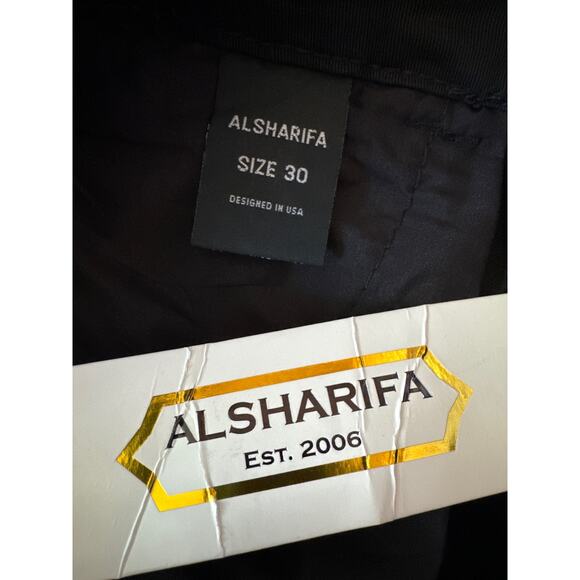 ALSHARIFA
SIZE 30
DESIGNED IN USA
ALSHARIFA
EST. 2006